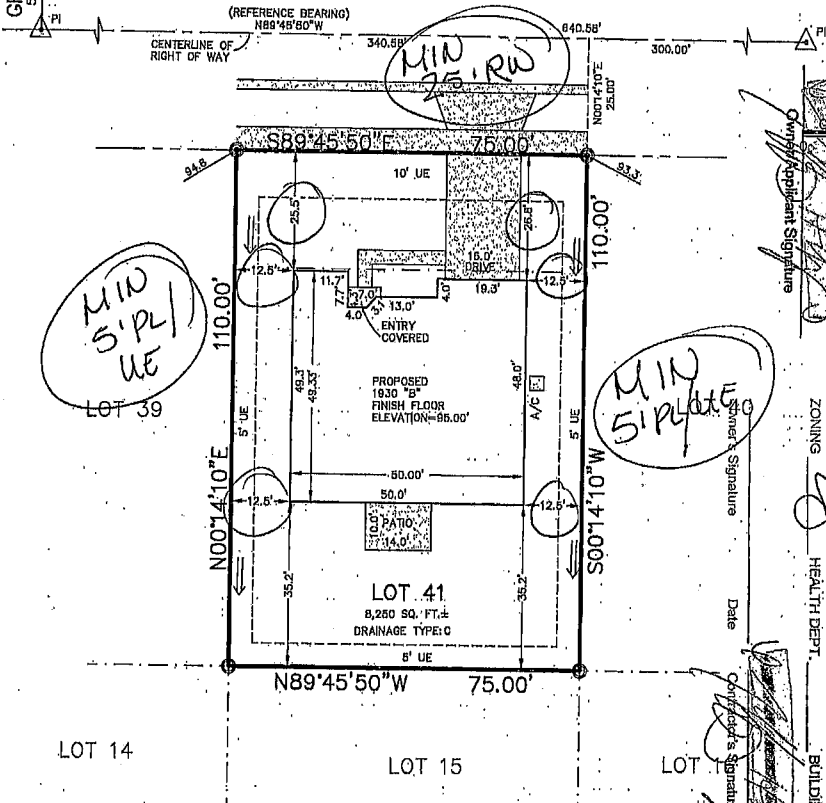 PI
(REFERENCE BEARING)
N89°45'50"W
640.58'
PI
CENTERLINE OF
RIGHT OF WAY
340.58'
300.00'
MIN
25' RW
N00°14'10"E
25.00'
S89°45'50"E 75.00'
94.8
93.3
10' UE
25.5'
16.0'
DRIVE
12.5'
11.7'
7.7'
7.0'
4.0'
3.1'
13.0'
4.0'
19.3'
12.5'
ENTRY
COVERED
110.00'
110.00'
MIN
5'PL/
UE
LOT 39
MIN
5'PL/UE
49.3'
49.33'
48.0'
PROPOSED
1930 "B"
FINISH FLOOR
ELEVATION=95.00'
A/C
5' UE
5' UE
50.00'
50.0'
12.5'
12.5'
10.0'
PATIO
14.0'
N00°14'10"E
S00°14'10"W
35.2'
35.2'
LOT 41
8,250 SQ. FT.±
DRAINAGE TYPE: C
5' UE
N89°45'50"W 75.00'
LOT 14
LOT 15
Owner/Applicant Signature
Owner's Signature
Date
Contractor's Signatu
ZONING
HEALTH DEPT.